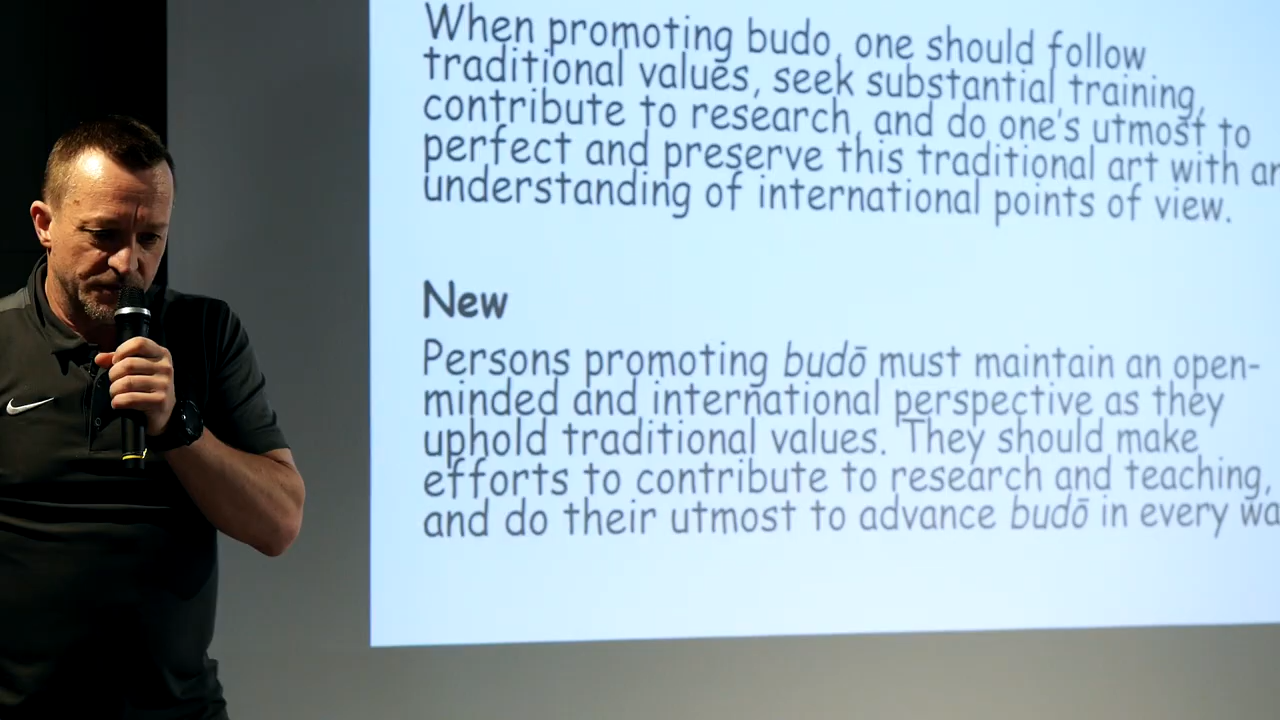 When promoting budo, one should follow
traditional values, seek substantial training,
contribute to research, and do one's utmost to
perfect and preserve this traditional art with an
understanding of international points of view.
New
Persons promoting budō must maintain an open-
minded and international perspective as they
uphold traditional values. They should make
efforts to contribute to research and teaching,
and do their utmost to advance budō in every wa